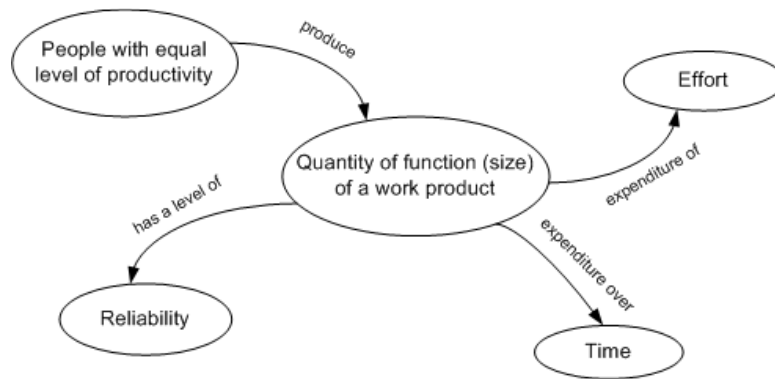 People with equal
level of productivity
produce
Effort
Quantity of function (size)
of a work product
expenditure of
has a level of
expenditure over
Reliability
Time